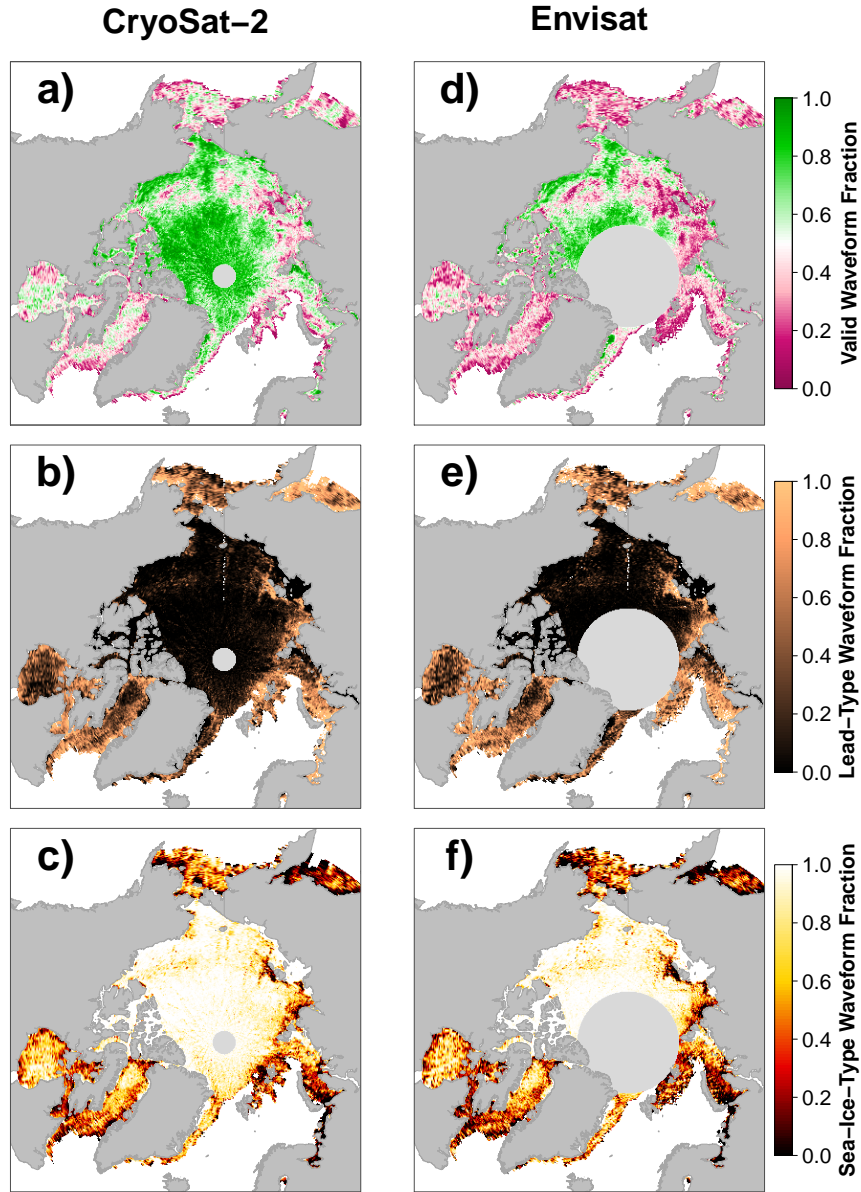 CryoSat−2
Envisat
a)
d)
1.0
0.8
0.6
0.4
0.2
0.0
Valid Waveform Fraction
b)
e)
1.0
0.8
0.6
0.4
0.2
0.0
Lead−Type Waveform Fraction
c)
f)
1.0
0.8
0.6
0.4
0.2
0.0
Sea−Ice−Type Waveform Fraction